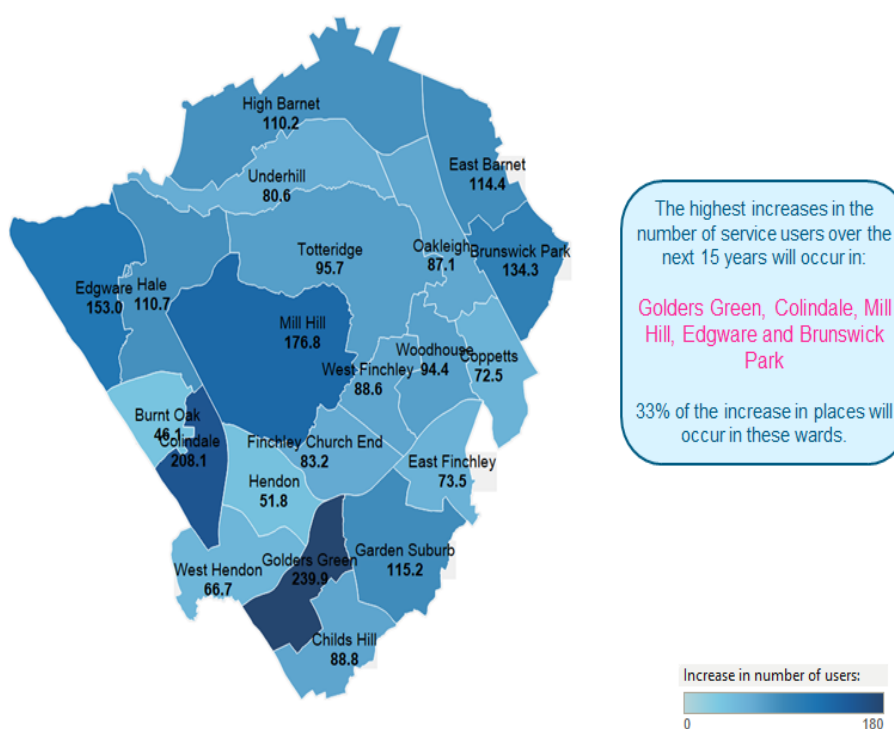 High Barnet
110.2
Underhill
80.6
East Barnet
114.4
Totteridge
95.7
Oakleigh
87.1
Brunswick Park
134.3
Edgware
153.0
Hale
110.7
Mill Hill
176.8
Woodhouse
94.4
West Finchley
88.6
Coppetts
72.5
Burnt Oak
46.1
Colindale
208.1
Finchley Church End
83.2
Hendon
51.8
East Finchley
73.5
West Hendon
66.7
Golders Green
239.9
Garden Suburb
115.2
Childs Hill
88.8
The highest increases in the
number of service users over the
next 15 years will occur in:
Golders Green, Colindale, Mill
Hill, Edgware and Brunswick
Park
33% of the increase in places will
occur in these wards.
Increase in number of users:
0 180